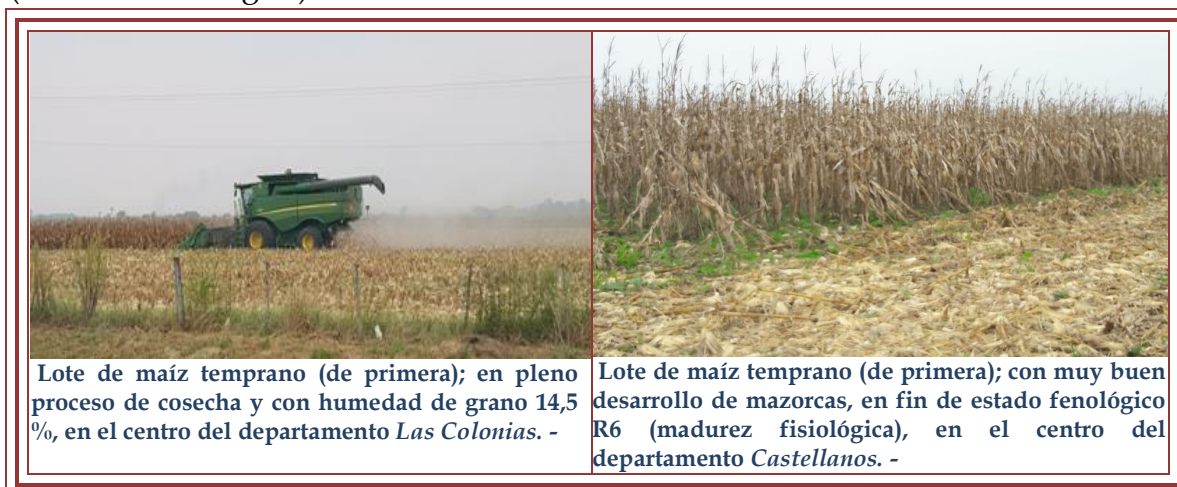 Lote de maíz temprano (de primera); en pleno
proceso de cosecha y con humedad de grano 14,5
%, en el centro del departamento Las Colonias. -
Lote de maíz temprano (de primera); con muy buen
desarrollo de mazorcas, en fin de estado fenológico
R6 (madurez fisiológica), en el centro del
departamento Castellanos. -